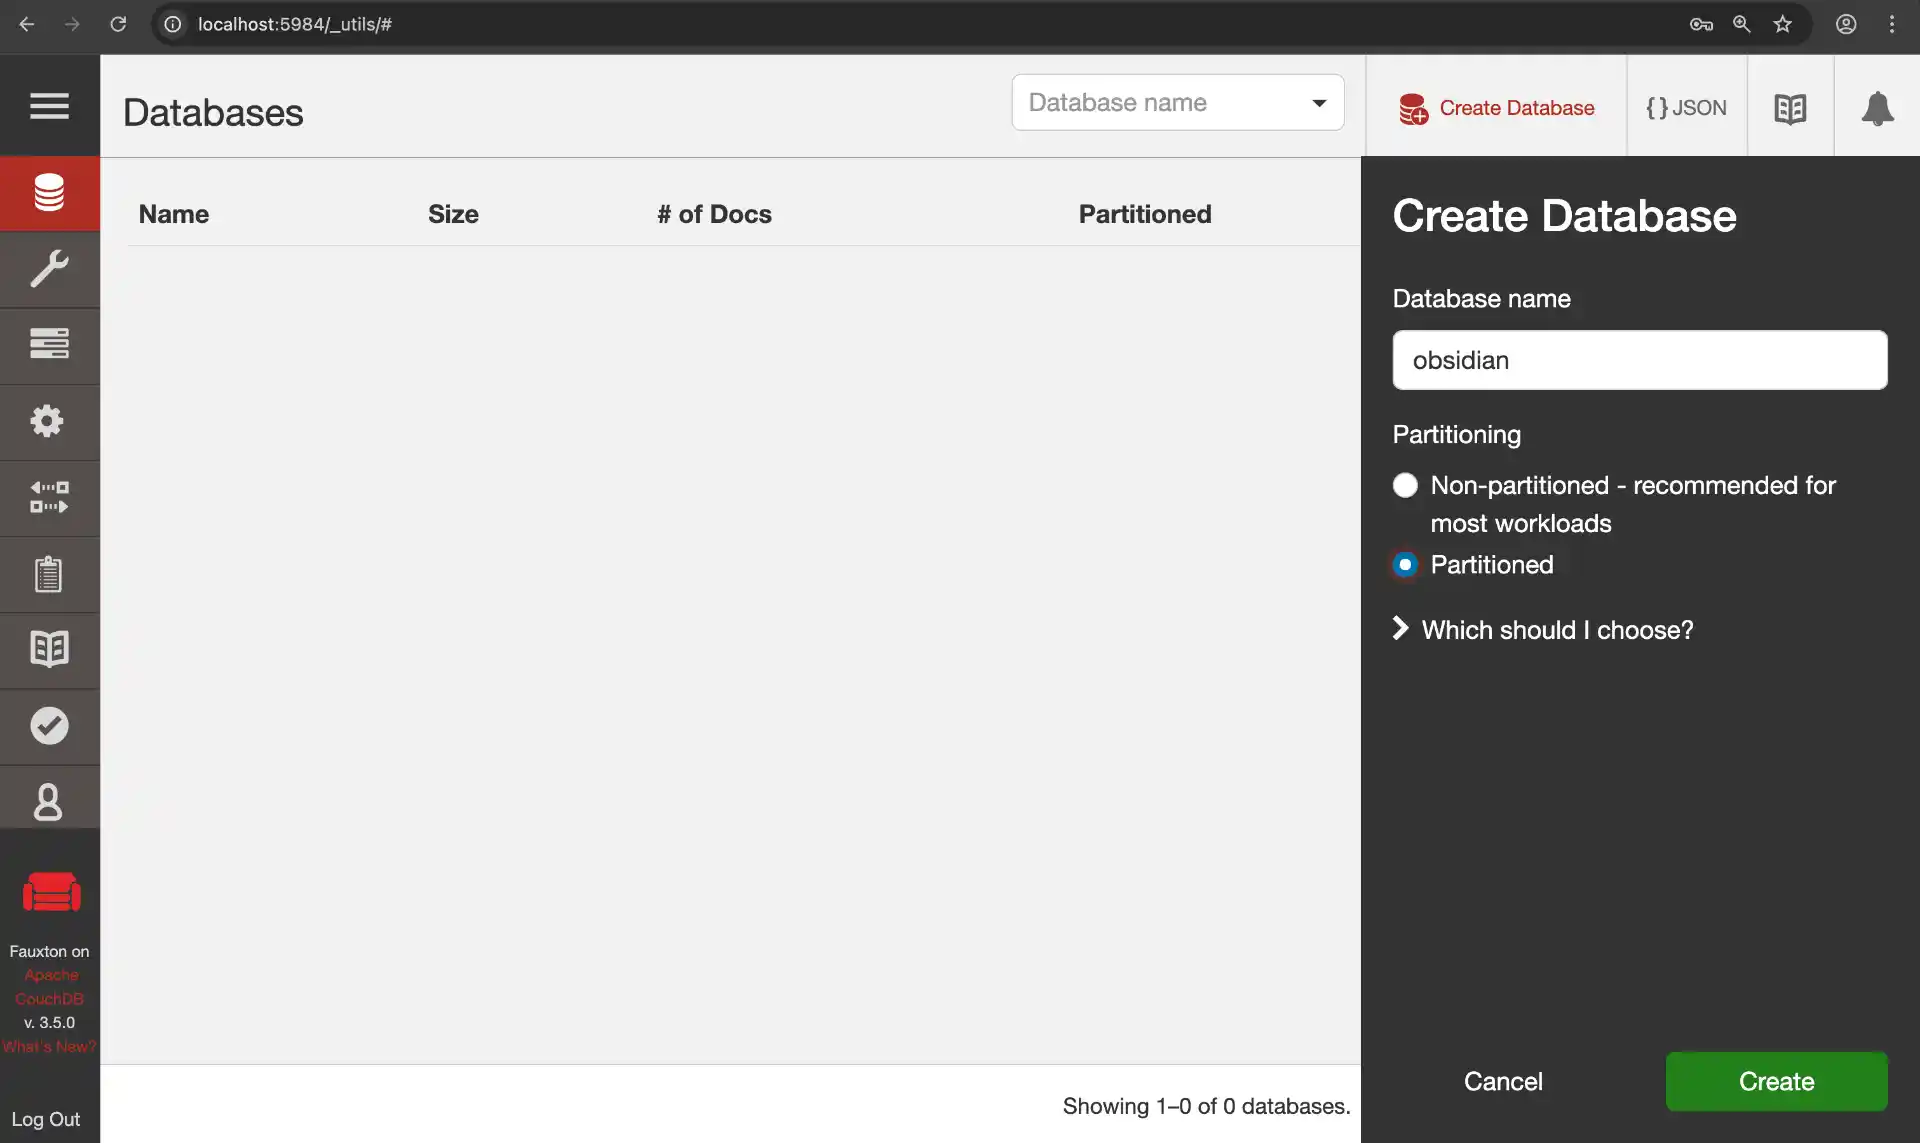 localhost:5984/_utils/#
Databases
Database name
Create Database
{} JSON
Name
Size
# of Docs
Partitioned
Create Database
Database name
obsidian
Partitioning
Non-partitioned - recommended for
most workloads
Partitioned
Which should I choose?
Fauxton on
Apache
CouchDB
v. 3.5.0
What's New?
Log Out
Showing 1–0 of 0 databases.
Cancel
Create